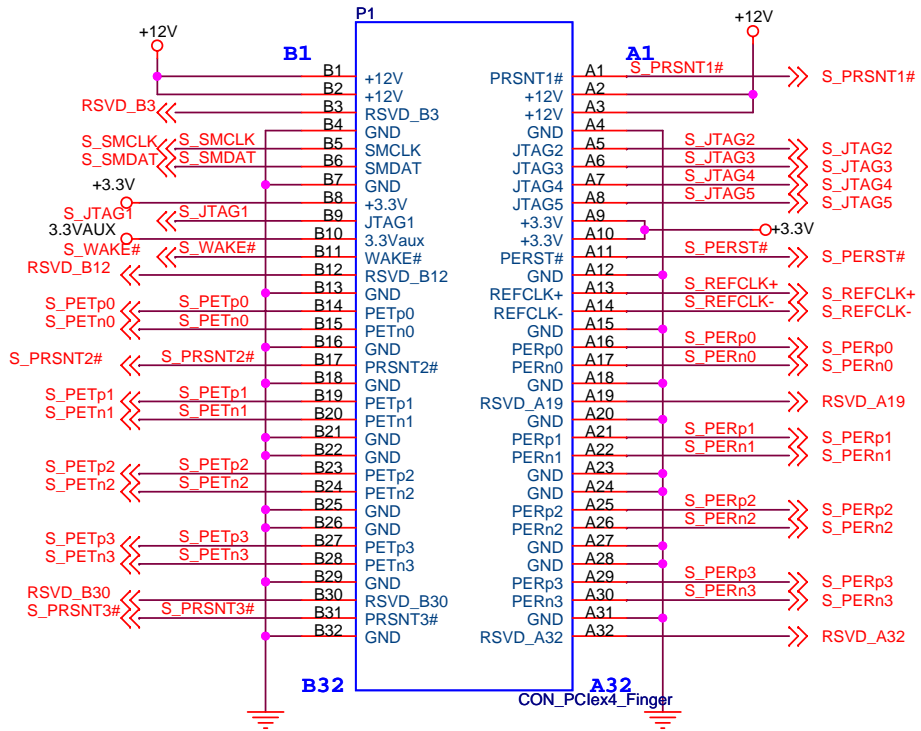 P1
+12V
+12V
B1
A1
B1 +12V PRSNT1# A1 S_PRSNT1# S_PRSNT1#
B2 +12V +12V A2
RSVD_B3 B3 RSVD_B3 +12V A3
B4 GND GND A4
S_SMCLK S_SMCLK B5 SMCLK JTAG2 A5 S_JTAG2 S_JTAG2
S_SMDAT S_SMDAT B6 SMDAT JTAG3 A6 S_JTAG3 S_JTAG3
B7 GND JTAG4 A7 S_JTAG4 S_JTAG4
+3.3V B8 +3.3V JTAG5 A8 S_JTAG5 S_JTAG5
S_JTAG1 S_JTAG1 B9 JTAG1 +3.3V A9
3.3VAUX B10 3.3Vaux +3.3V A10 +3.3V
S_WAKE# S_WAKE# B11 WAKE# PERST# A11 S_PERST# S_PERST#
RSVD_B12 B12 RSVD_B12 GND A12
B13 GND REFCLK+ A13 S_REFCLK+ S_REFCLK+
S_PETp0 S_PETp0 B14 PETp0 REFCLK- A14 S_REFCLK- S_REFCLK-
S_PETn0 S_PETn0 B15 PETn0 GND A15
B16 GND PERp0 A16 S_PERp0 S_PERp0
S_PRSNT2# S_PRSNT2# B17 PRSNT2# PERn0 A17 S_PERn0 S_PERn0
B18 GND GND A18
S_PETp1 S_PETp1 B19 PETp1 RSVD_A19 A19 RSVD_A19
S_PETn1 S_PETn1 B20 PETn1 GND A20
B21 GND PERp1 A21 S_PERp1 S_PERp1
B22 GND PERn1 A22 S_PERn1 S_PERn1
S_PETp2 S_PETp2 B23 PETp2 GND A23
S_PETn2 S_PETn2 B24 PETn2 GND A24
B25 GND PERp2 A25 S_PERp2 S_PERp2
B26 GND PERn2 A26 S_PERn2 S_PERn2
S_PETp3 S_PETp3 B27 PETp3 GND A27
S_PETn3 S_PETn3 B28 PETn3 GND A28
B29 GND PERp3 A29 S_PERp3 S_PERp3
RSVD_B30 B30 RSVD_B30 PERn3 A30 S_PERn3 S_PERn3
S_PRSNT3# S_PRSNT3# B31 PRSNT3# GND A31
B32 GND RSVD_A32 A32 RSVD_A32
B32
A32
CON_PCIex4_Finger